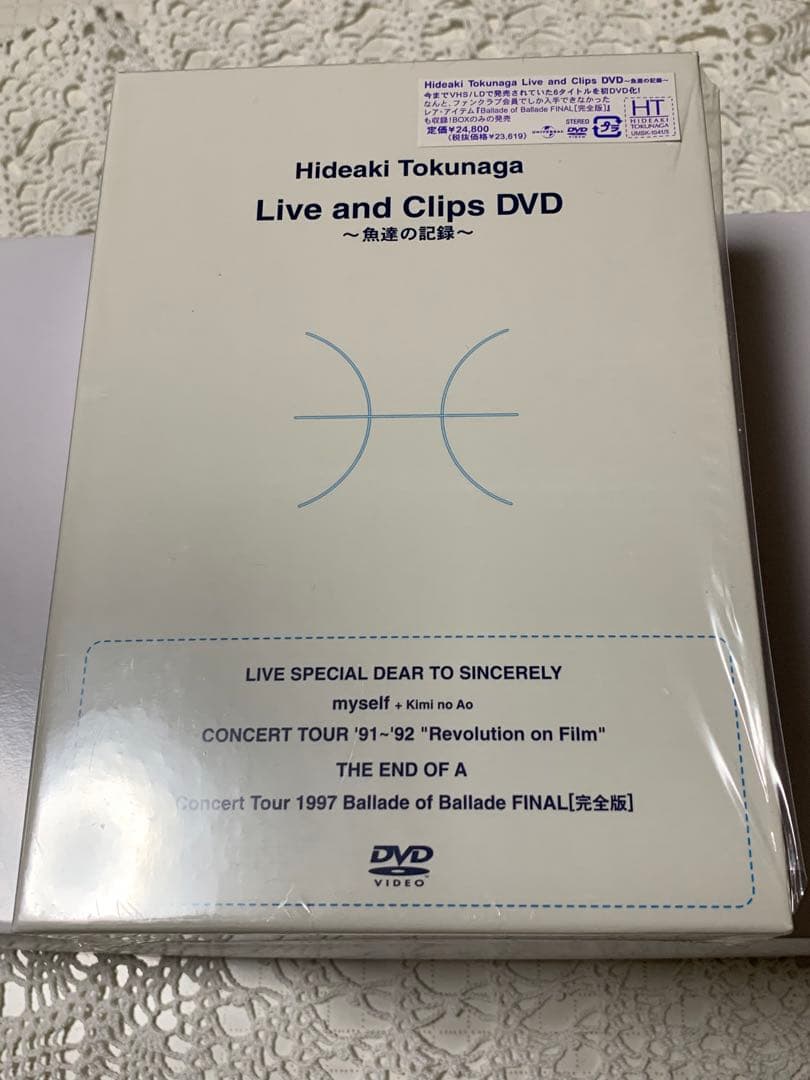 Hideaki Tokunaga Live and Clips DVD〜魚達の記録〜
今までVHS/LDで発売されていた6タイトルを初DVD化!
なんと、ファンクラブ会員でしか入手できなかった
レア・アイテム『Ballade of Ballade FINAL[完全版]』
も収録!BOXのみの発売
定価¥24,800
(税抜価格¥23,619)
UNIVERSAL
STEREO
DVD
VIDEO
プラ
HT
HIDEAKI
TOKUNAGA
UMBK-1041/5
Hideaki Tokunaga
Live and Clips DVD
〜魚達の記録〜
LIVE SPECIAL DEAR TO SINCERELY
myself + Kimi no Ao
CONCERT TOUR '91~'92 "Revolution on Film"
THE END OF A
Concert Tour 1997 Ballade of Ballade FINAL[完全版]
DVD
VIDEO